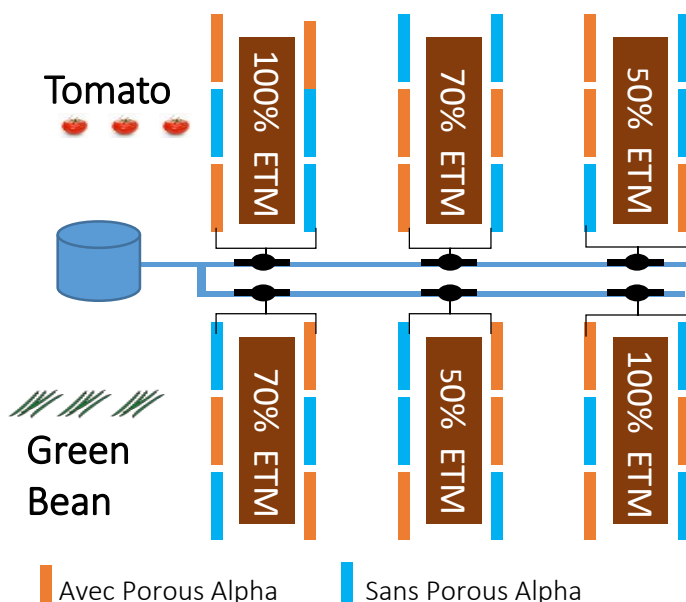 Tomato
100% ETM
70% ETM
50% ETM
70% ETM
50% ETM
100% ETM
Green
Bean
Avec Porous Alpha
Sans Porous Alpha